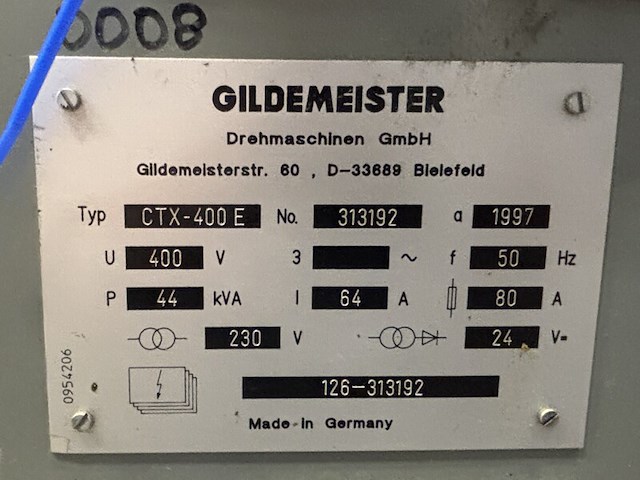 0008
GILDEMEISTER
Drehmaschinen GmbH
Gildemeisterstr. 60 , D-33689 Bielefeld
Typ CTX-400 E No. 313192 a 1997
U 400 V 3 ~ f 50 Hz
P 44 kVA I 64 A 80 A
230 V 24 V=
126-313192
Made in Germany
0954206